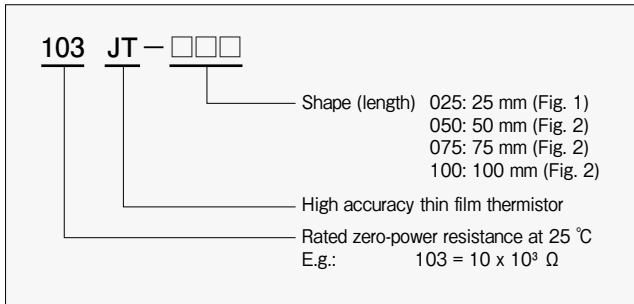 103 JT－□□□
Shape (length) 025: 25 mm (Fig. 1)
050: 50 mm (Fig. 2)
075: 75 mm (Fig. 2)
100: 100 mm (Fig. 2)
High accuracy thin film thermistor
Rated zero-power resistance at 25 ℃
E.g.: 103 = 10 x 10³ Ω